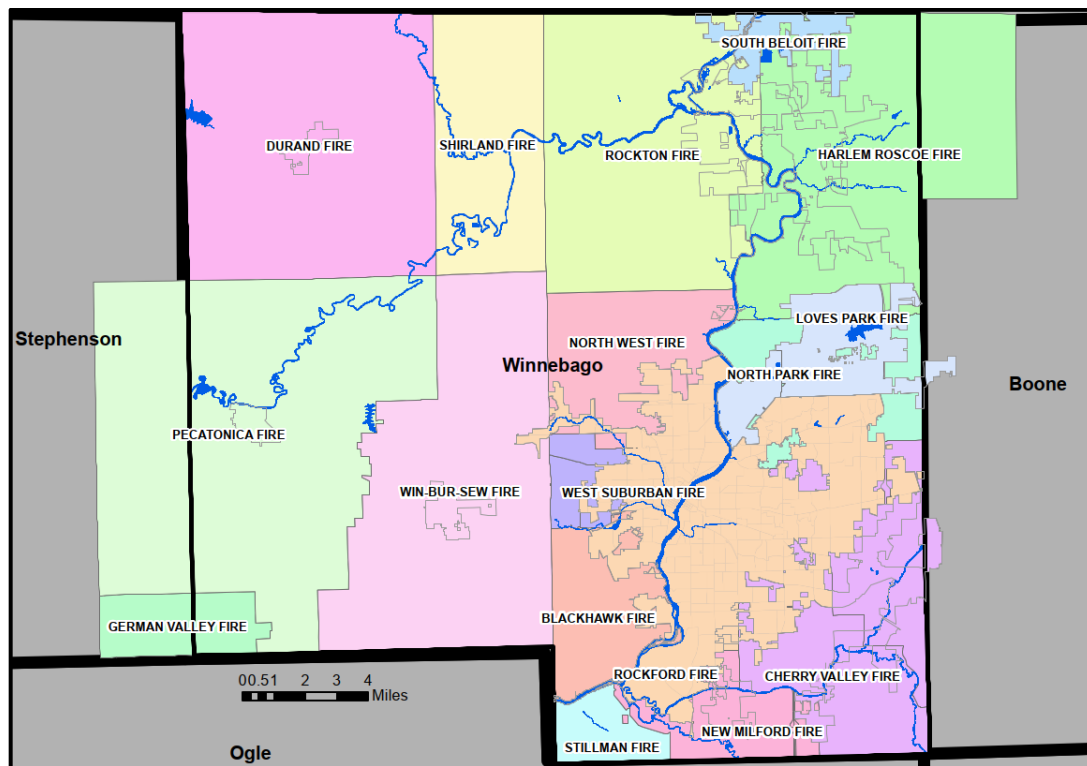 SOUTH BELOIT FIRE
DURAND FIRE
SHIRLAND FIRE
ROCKTON FIRE
HARLEM ROSCOE FIRE
LOVES PARK FIRE
Stephenson
NORTH WEST FIRE
Winnebago
NORTH PARK FIRE
Boone
PECATONICA FIRE
WIN-BUR-SEW FIRE
WEST SUBURBAN FIRE
BLACKHAWK FIRE
GERMAN VALLEY FIRE
ROCKFORD FIRE
CHERRY VALLEY FIRE
00.51 2 3 4
Miles
NEW MILFORD FIRE
STILLMAN FIRE
Ogle